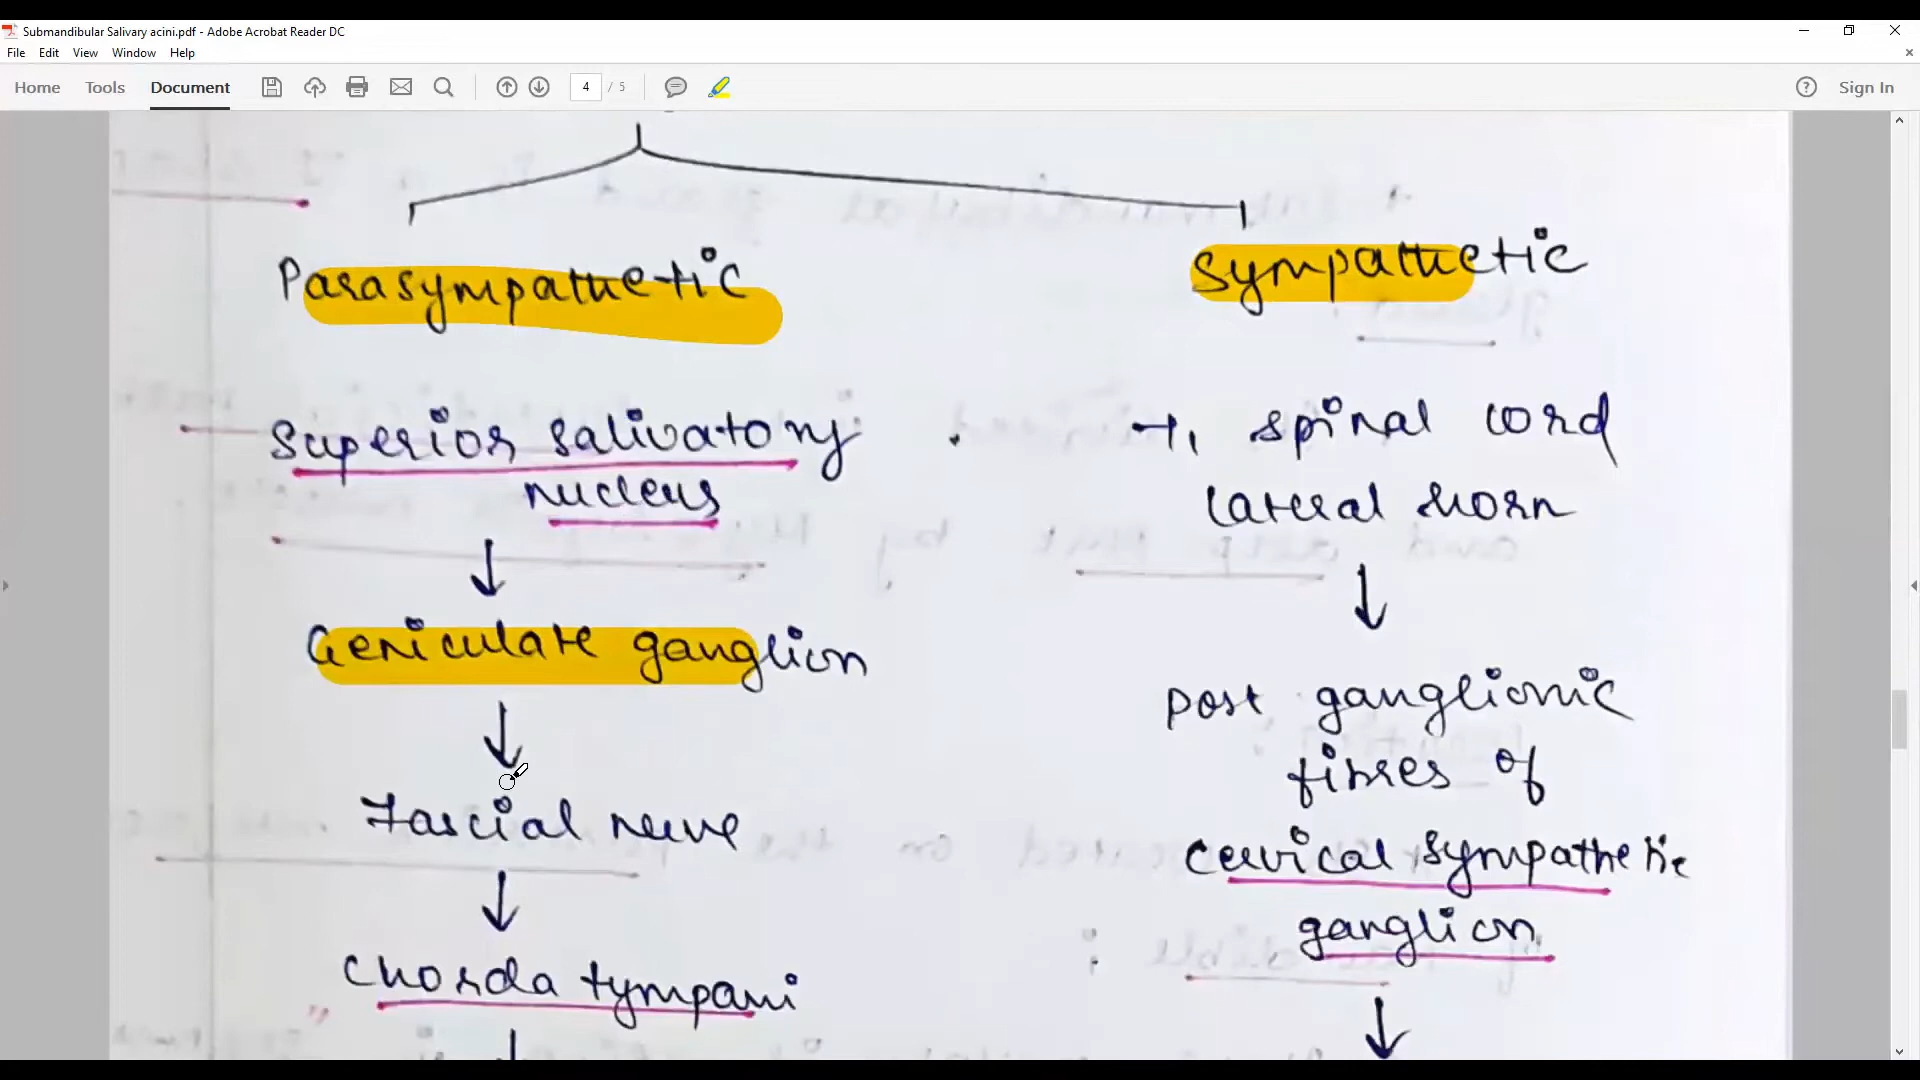 Submandibular Salivary acini.pdf - Adobe Acrobat Reader DC
File Edit View Window Help
Home Tools Document 4 / 5 Sign In
Parasympathetic
Superior salivatory
nucleus
Geniculate ganglion
Fascial nerve
Chorda tympani
Sympathetic
spinal cord
lateral horn
post ganglionic
fibres of
cervical sympathetic
ganglion